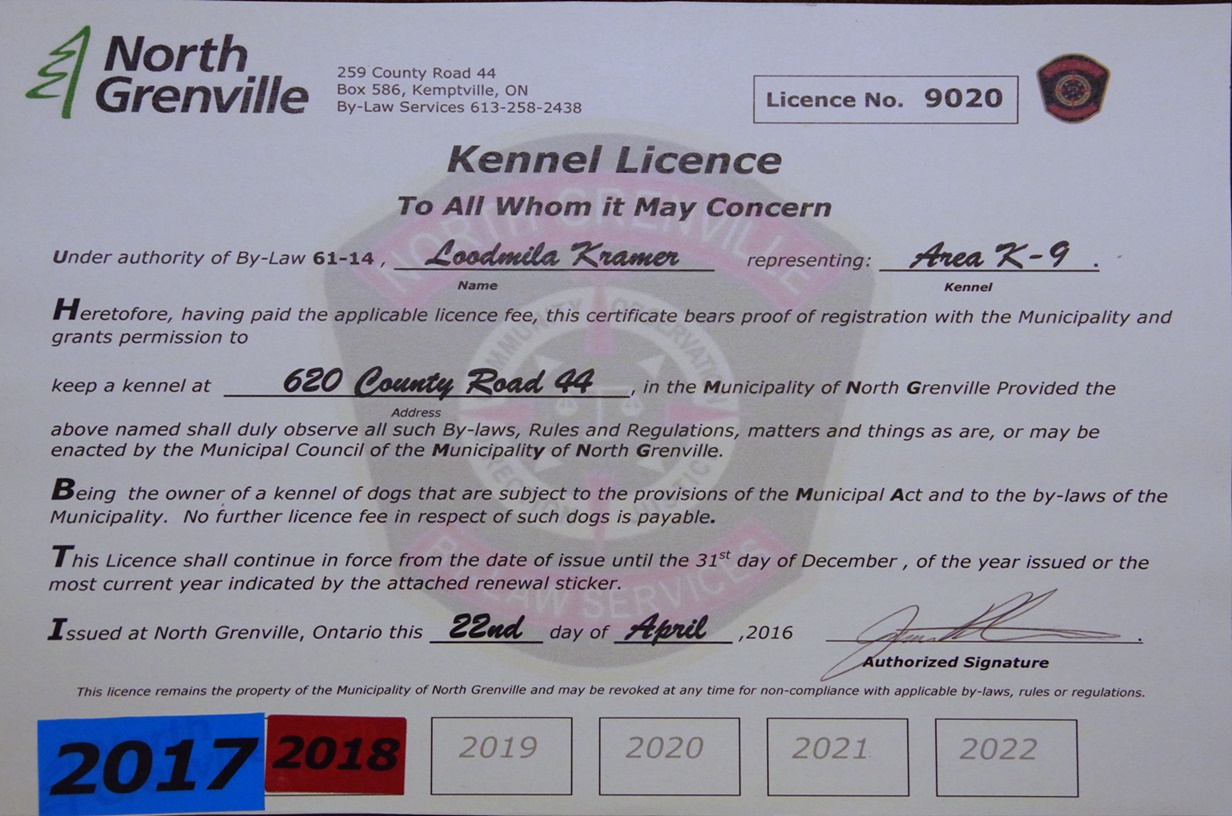 North
Grenville
259 County Road 44
Box 586, Kemptville, ON
By-Law Services 613-258-2438
Licence No. 9020
Kennel Licence
To All Whom it May Concern
Under authority of By-Law 61-14 , Loodmila Kramer representing: Area K-9 .
Name Kennel
Heretofore, having paid the applicable licence fee, this certificate bears proof of registration with the Municipality and
grants permission to
keep a kennel at 620 County Road 44 , in the Municipality of North Grenville Provided the
Address
above named shall duly observe all such By-laws, Rules and Regulations, matters and things as are, or may be
enacted by the Municipal Council of the Municipality of North Grenville.
Being the owner of a kennel of dogs that are subject to the provisions of the Municipal Act and to the by-laws of the
Municipality. No further licence fee in respect of such dogs is payable.
This Licence shall continue in force from the date of issue until the 31st day of December , of the year issued or the
most current year indicated by the attached renewal sticker.
Issued at North Grenville, Ontario this 22nd day of April ,2016 .
Authorized Signature
This licence remains the property of the Municipality of North Grenville and may be revoked at any time for non-compliance with applicable by-laws, rules or regulations.
2017 2018 2019 2020 2021 2022
NORTH GRENVILLE
COMMUNITY OBSERVATION
BY-LAW SERVICES